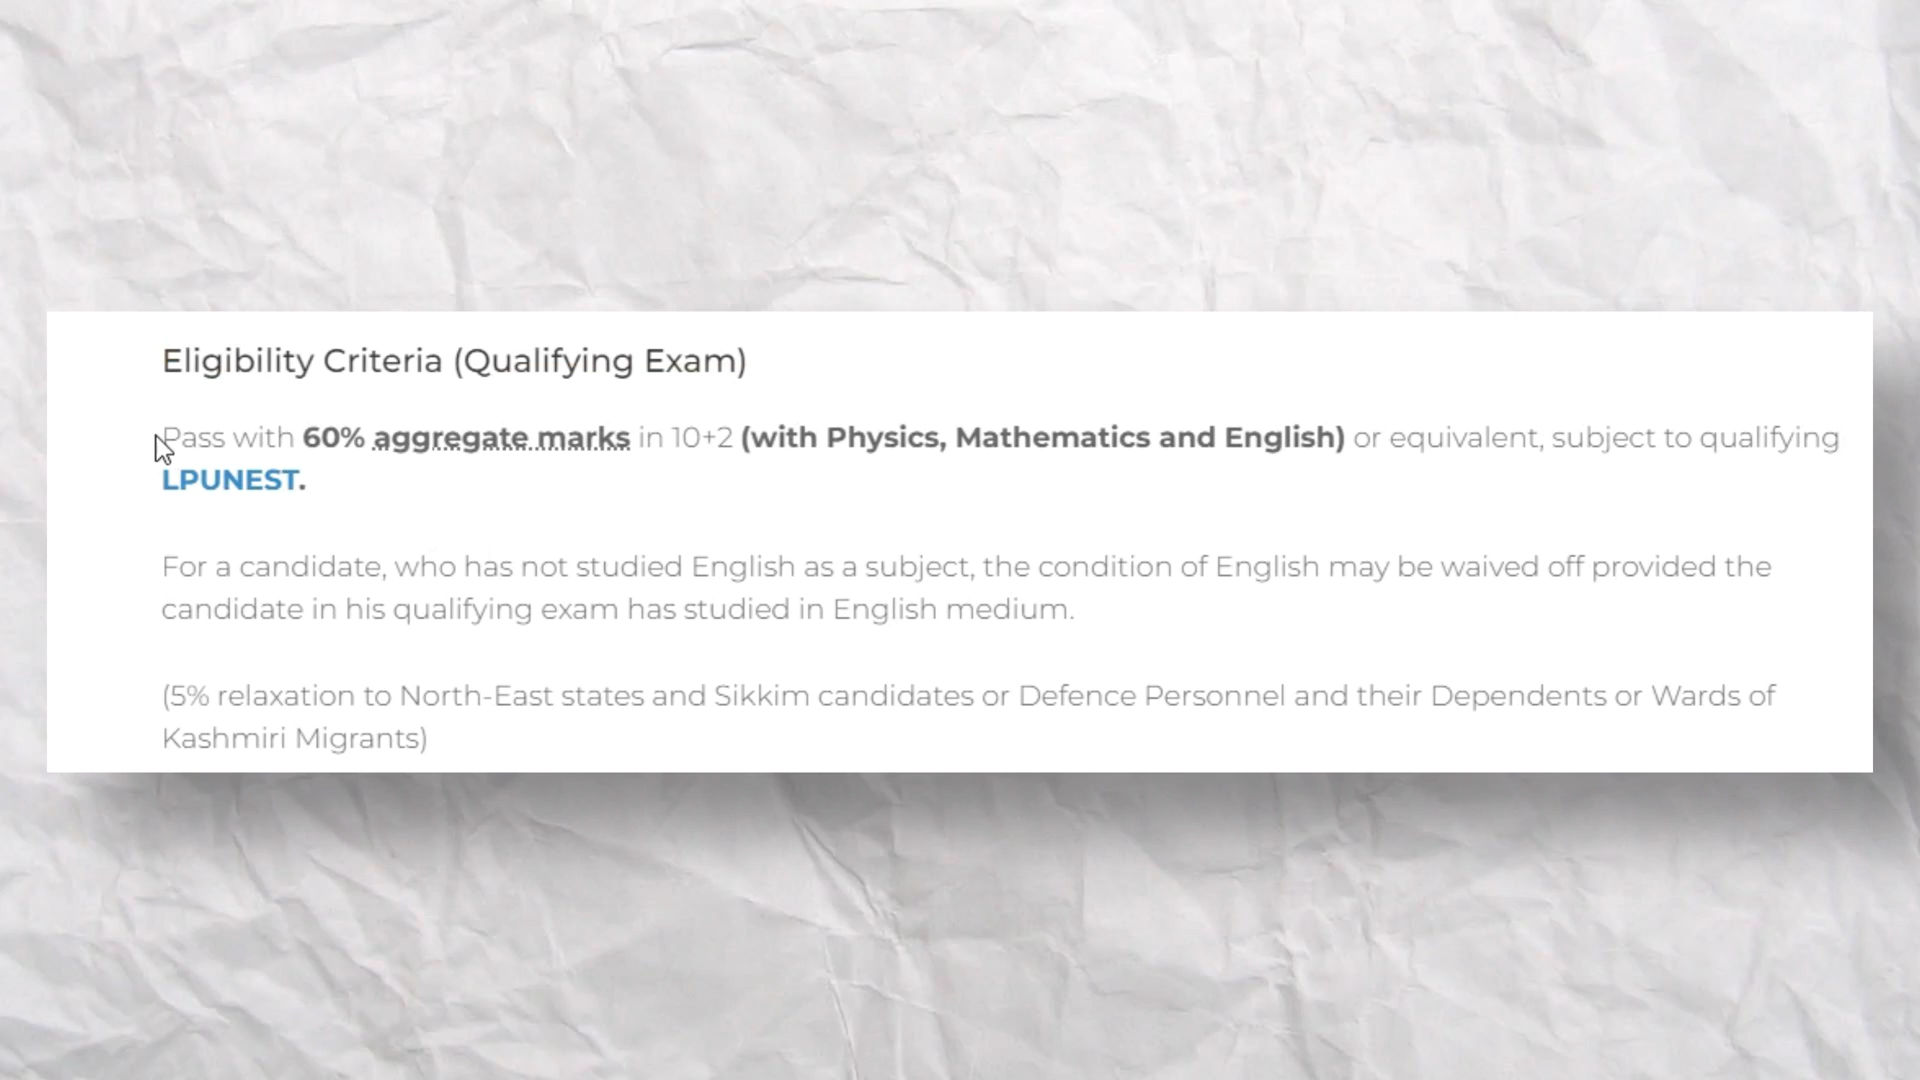 Eligibility Criteria (Qualifying Exam)
Pass with 60% aggregate marks in 10+2 (with Physics, Mathematics and English) or equivalent, subject to qualifying
LPUNEST.
For a candidate, who has not studied English as a subject, the condition of English may be waived off provided the
candidate in his qualifying exam has studied in English medium.
(5% relaxation to North-East states and Sikkim candidates or Defence Personnel and their Dependents or Wards of
Kashmiri Migrants)